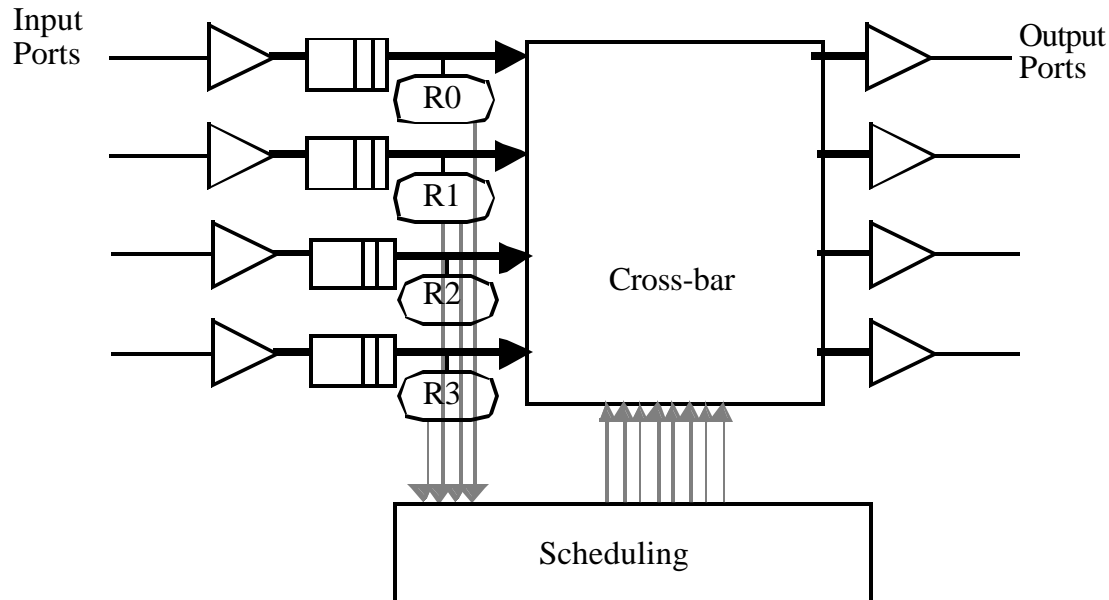 Input
Ports
Output
Ports
R0
R1
R2
Cross-bar
R3
Scheduling